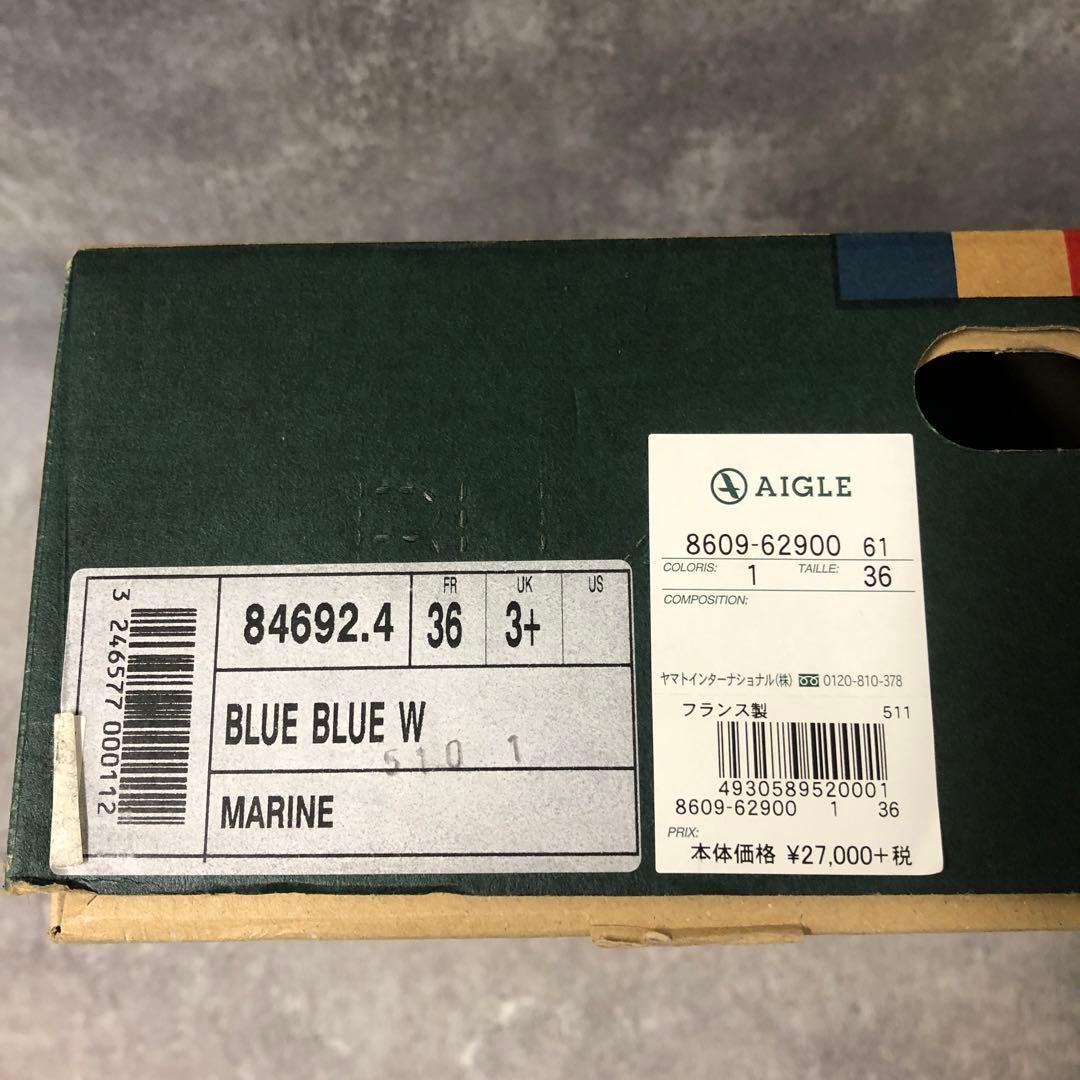 FR UK US
84692.4 36 3+
BLUE BLUE W
510 1
MARINE
3 246577 000112
AIGLE
8609-62900 61
COLORIS: 1 TAILLE: 36
COMPOSITION:
ヤマトインターナショナル(株) 0120-810-378
フランス製 511
4930589520001
8609-62900 1 36
PRIX:
本体価格 ¥27,000+税